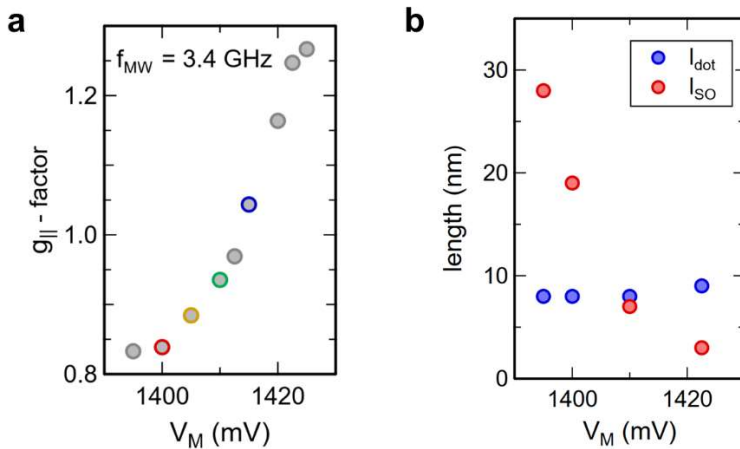 a
f_MW = 3.4 GHz
1.2
1.0
0.8
g_|| - factor
1400
1420
V_M (mV)
b
l_dot
l_SO
30
20
10
0
length (nm)
1400
1420
V_M (mV)